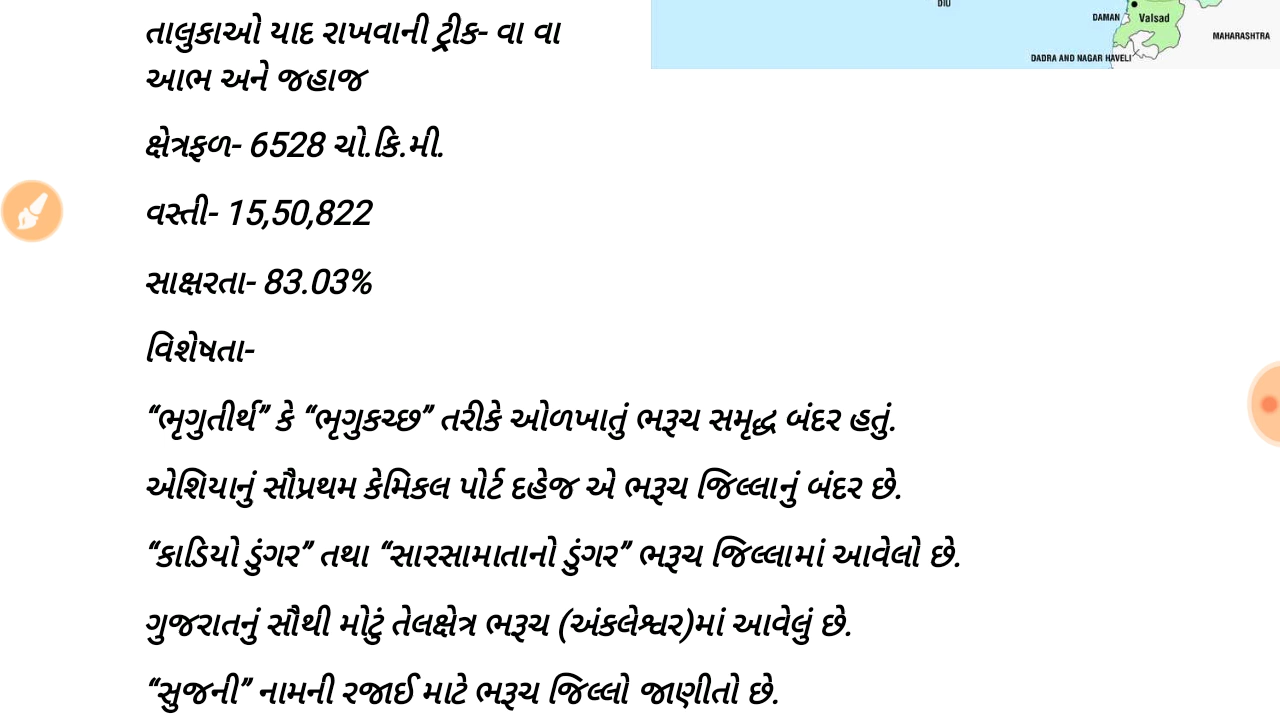 તાલુકાઓ યાદ રાખવાની ટ્રીક- વા વા
આભ અને જહાજ
ક્ષેત્રફળ- 6528 ચો.કિ.મી.
વસ્તી- 15,50,822
સાક્ષરતા- 83.03%
વિશેષતા-
“ભૃગુતીર્થ” કે “ભૃગુકચ્છ” તરીકે ઓળખાતું ભરૂચ સમૃદ્ધ બંદર હતું.
એશિયાનું સૌપ્રથમ કેમિકલ પોર્ટ દહેજ એ ભરૂચ જિલ્લાનું બંદર છે.
“કાડિયો ડુંગર” તથા “સારસામાતાનો ડુંગર” ભરૂચ જિલ્લામાં આવેલો છે.
ગુજરાતનું સૌથી મોટું તેલક્ષેત્ર ભરૂચ (અંકલેશ્વર)માં આવેલું છે.
“સુજની” નામની રજાઈ માટે ભરૂચ જિલ્લો જાણીતો છે.
DIU
DAMAN
Valsad
MAHARASHTRA
DADRA AND NAGAR HAVELI